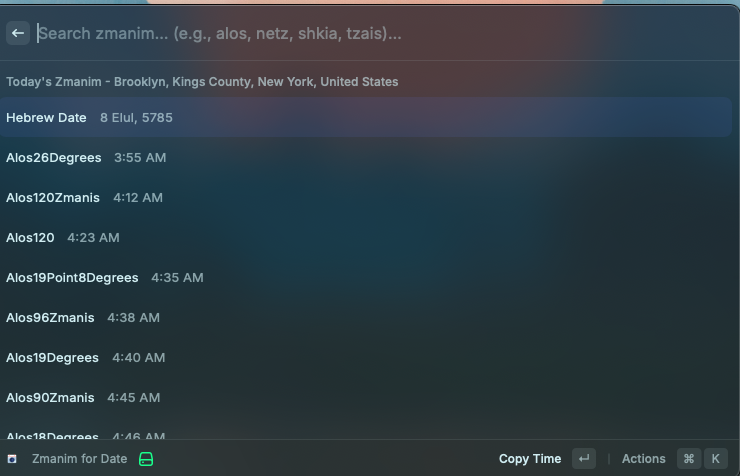 Search zmanim... (e.g., alos, netz, shkia, tzais)...
Today's Zmanim - Brooklyn, Kings County, New York, United States
Hebrew Date 8 Elul, 5785
Alos26Degrees 3:55 AM
Alos120Zmanis 4:12 AM
Alos120 4:23 AM
Alos19Point8Degrees 4:35 AM
Alos96Zmanis 4:38 AM
Alos19Degrees 4:40 AM
Alos90Zmanis 4:45 AM
Alos18Degrees 4:46 AM
Zmanim for Date Copy Time ↵ | Actions ⌘ K